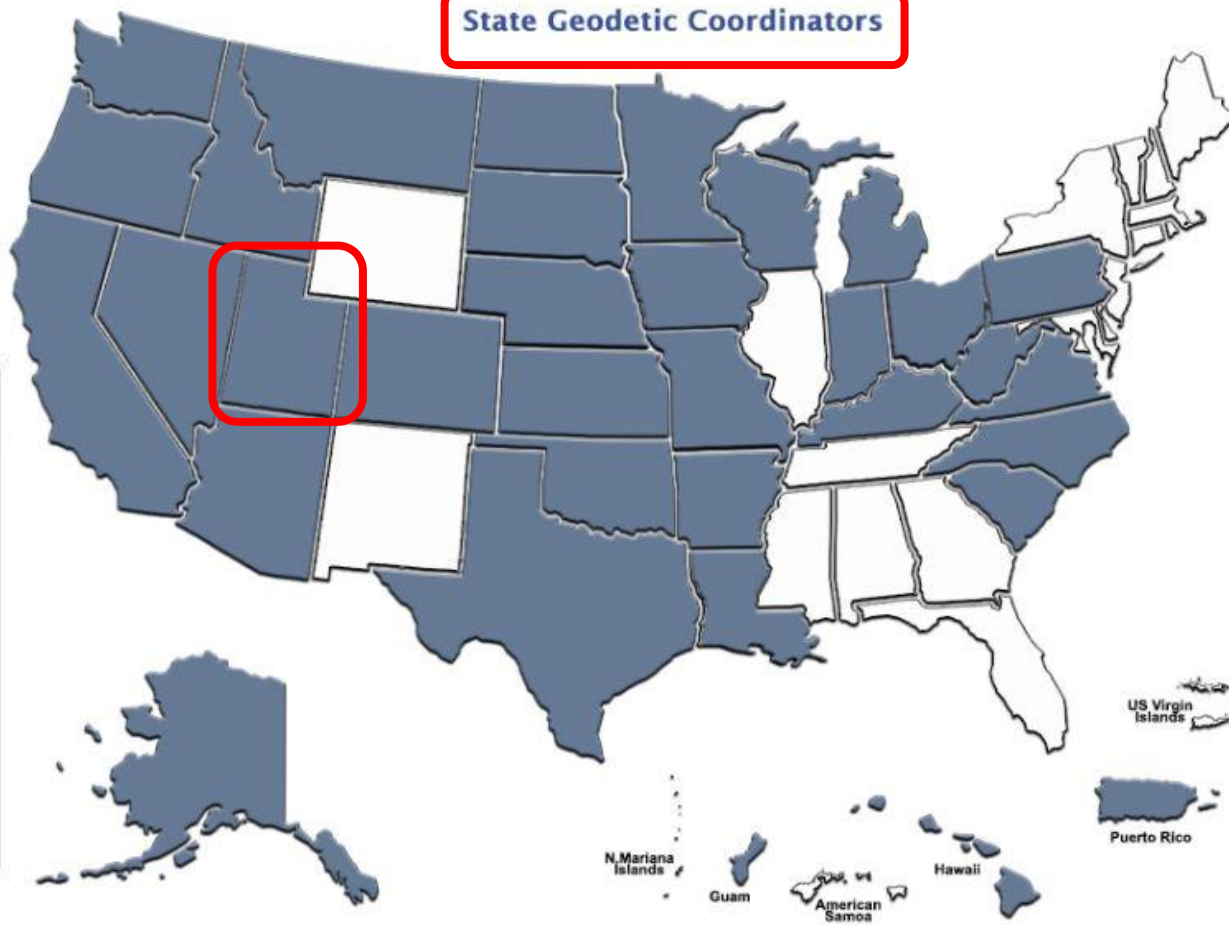 State Geodetic Coordinators
US Virgin
Islands
Puerto Rico
N.Mariana
Islands
Guam
American
Samoa
Hawaii